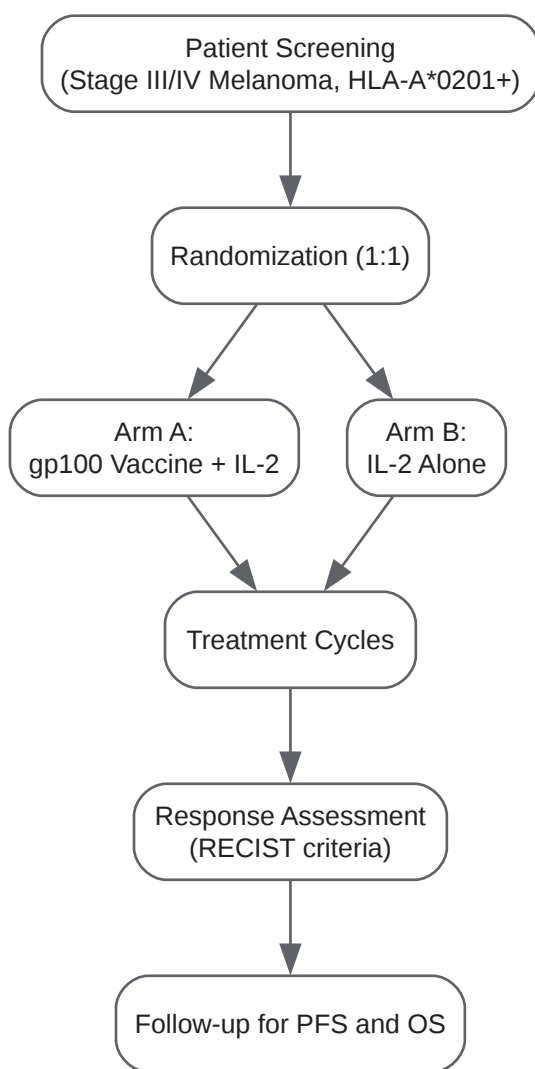 Patient Screening
(Stage III/IV Melanoma, HLA-A*0201+)
Randomization (1:1)
Arm A:
gp100 Vaccine + IL-2
Arm B:
IL-2 Alone
Treatment Cycles
Response Assessment
(RECIST criteria)
Follow-up for PFS and OS